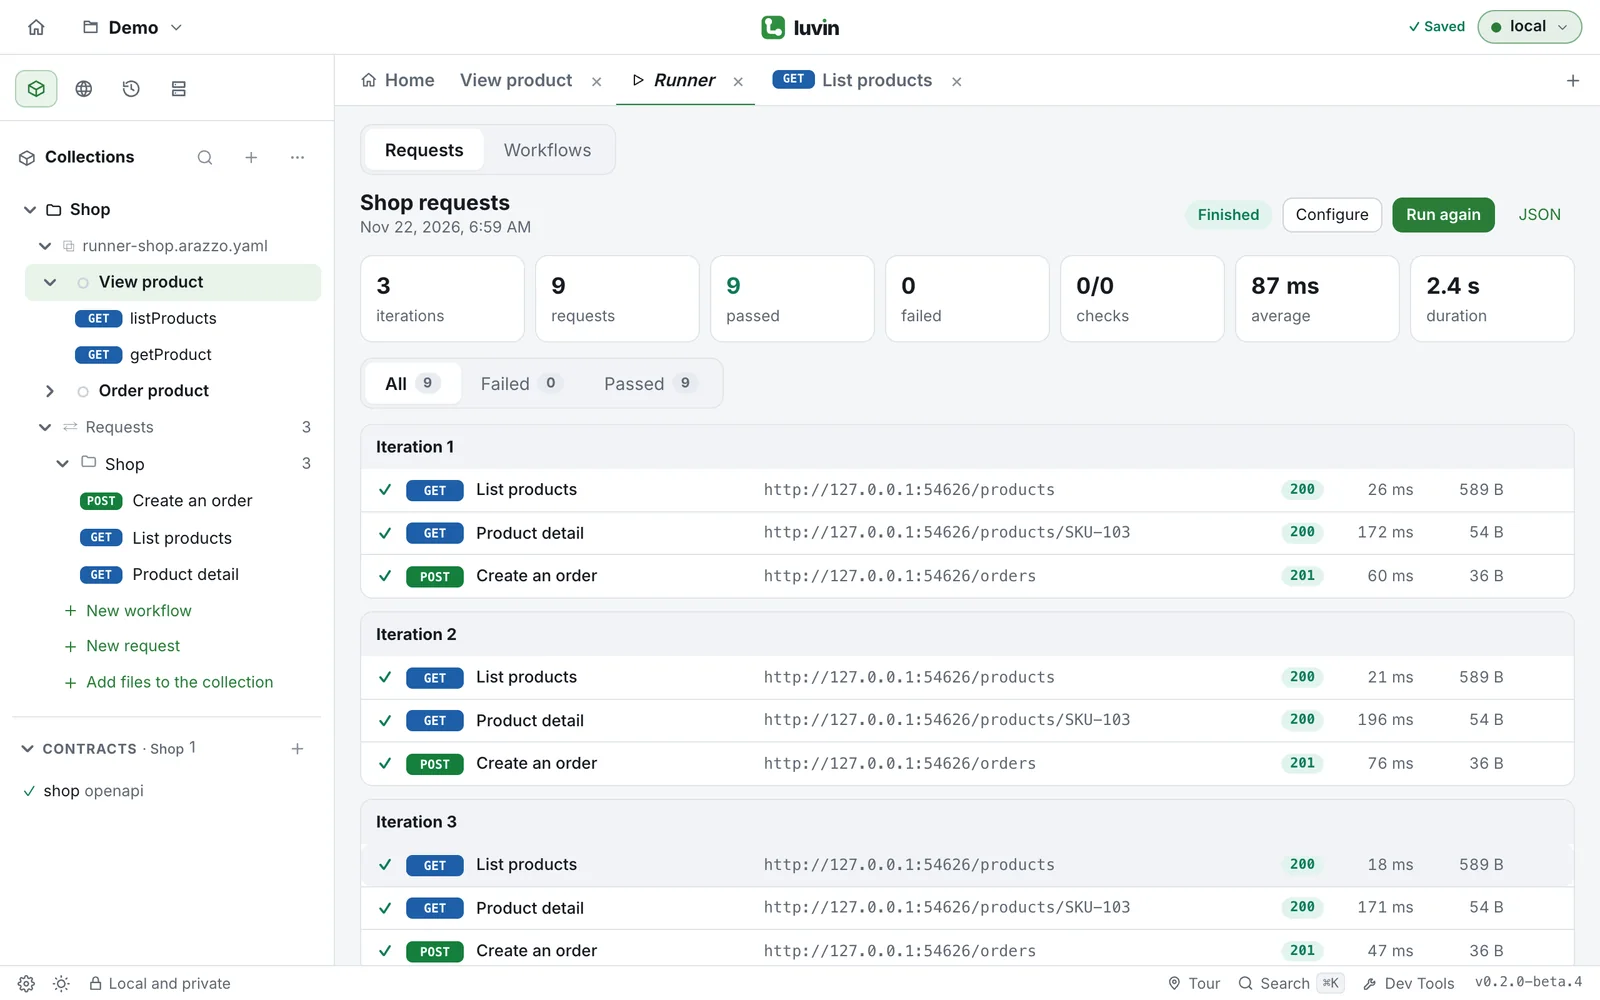 Demo
luvin
Saved
local
Home
View product
Runner
GET List products
Collections
Shop
runner-shop.arazzo.yaml
View product
GET listProducts
GET getProduct
Order product
Requests 3
Shop 3
POST Create an order
GET List products
GET Product detail
+ New workflow
+ New request
+ Add files to the collection
CONTRACTS · Shop 1
shop openapi
Requests
Workflows
Shop requests
Nov 22, 2026, 6:59 AM
Finished
Configure
Run again
JSON
3
iterations
9
requests
9
passed
0
failed
0/0
checks
87 ms
average
2.4 s
duration
All 9
Failed 0
Passed 9
Iteration 1
GET List products http://127.0.0.1:54626/products 200 26 ms 589 B
GET Product detail http://127.0.0.1:54626/products/SKU-103 200 172 ms 54 B
POST Create an order http://127.0.0.1:54626/orders 201 60 ms 36 B
Iteration 2
GET List products http://127.0.0.1:54626/products 200 21 ms 589 B
GET Product detail http://127.0.0.1:54626/products/SKU-103 200 196 ms 54 B
POST Create an order http://127.0.0.1:54626/orders 201 76 ms 36 B
Iteration 3
GET List products http://127.0.0.1:54626/products 200 18 ms 589 B
GET Product detail http://127.0.0.1:54626/products/SKU-103 200 171 ms 54 B
POST Create an order http://127.0.0.1:54626/orders 201 47 ms 36 B
Local and private
Tour
Search ⌘K
Dev Tools
v0.2.0-beta.4